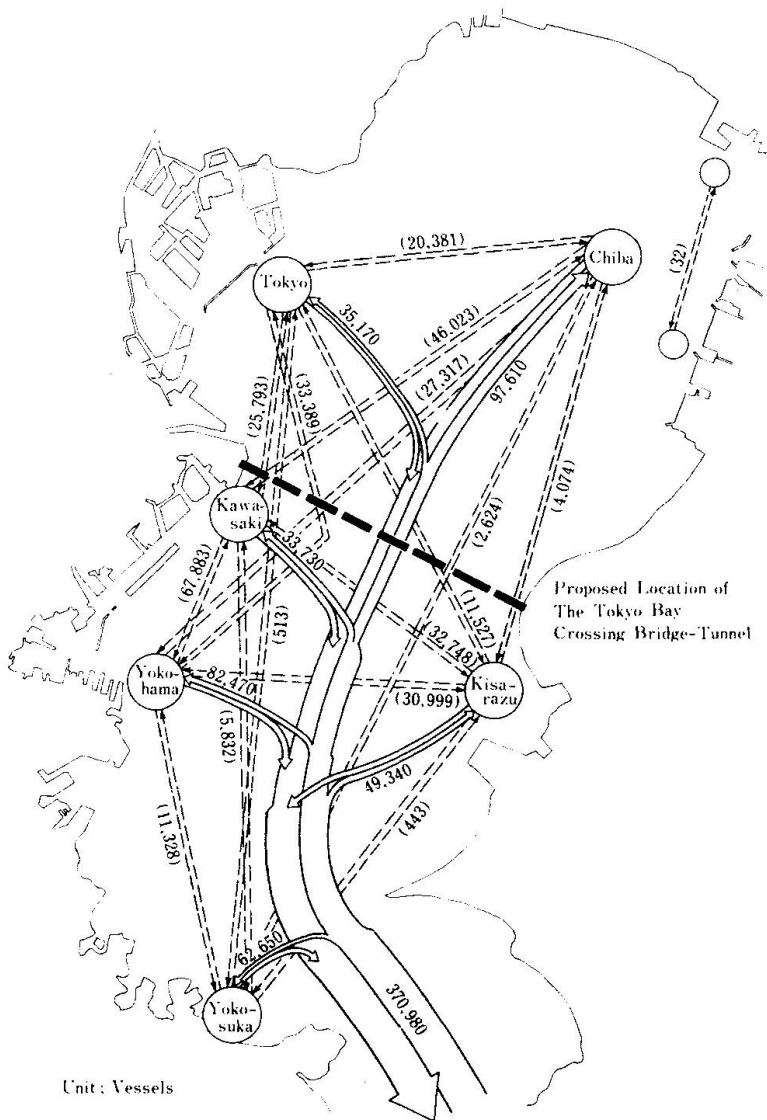 (20,381)
Chiba
(32)
Tokyo
35,170
(46,023)
(27,317)
97,610
(25,793)
(33,389)
(2,624)
(4,074)
Kawa-
saki
33,730
(67,883)
(513)
(11,527)
(32,748)
Proposed Location of
The Tokyo Bay
Crossing Bridge-Tunnel
Yoko-
hama
82,470
(30,999)
Kisa-
razu
(5,832)
49,340
(443)
(11,328)
62,650
370,980
Yoko-
suka
Unit: Vessels